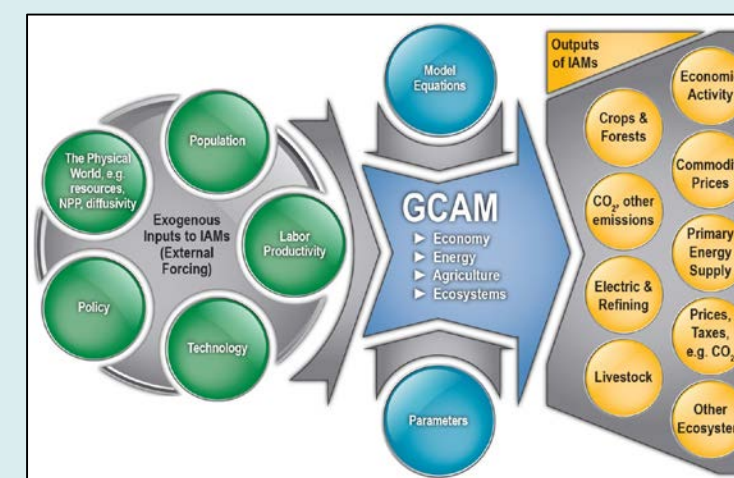 Population
The Physical
World, e.g.
resources,
NPP, diffusivity
Exogenous
Inputs to IAMs
(External
Forcing)
Labor
Productivity
Policy
Technology
Model
Equations
GCAM
► Economy
► Energy
► Agriculture
► Ecosystems
Parameters
Outputs
of IAMs
Crops &
Forests
CO2, other
emissions
Electric &
Refining
Livestock
Activity
Prices
Primary
Energy
Supply
Prices,
Taxes,
e.g. CO2
Other